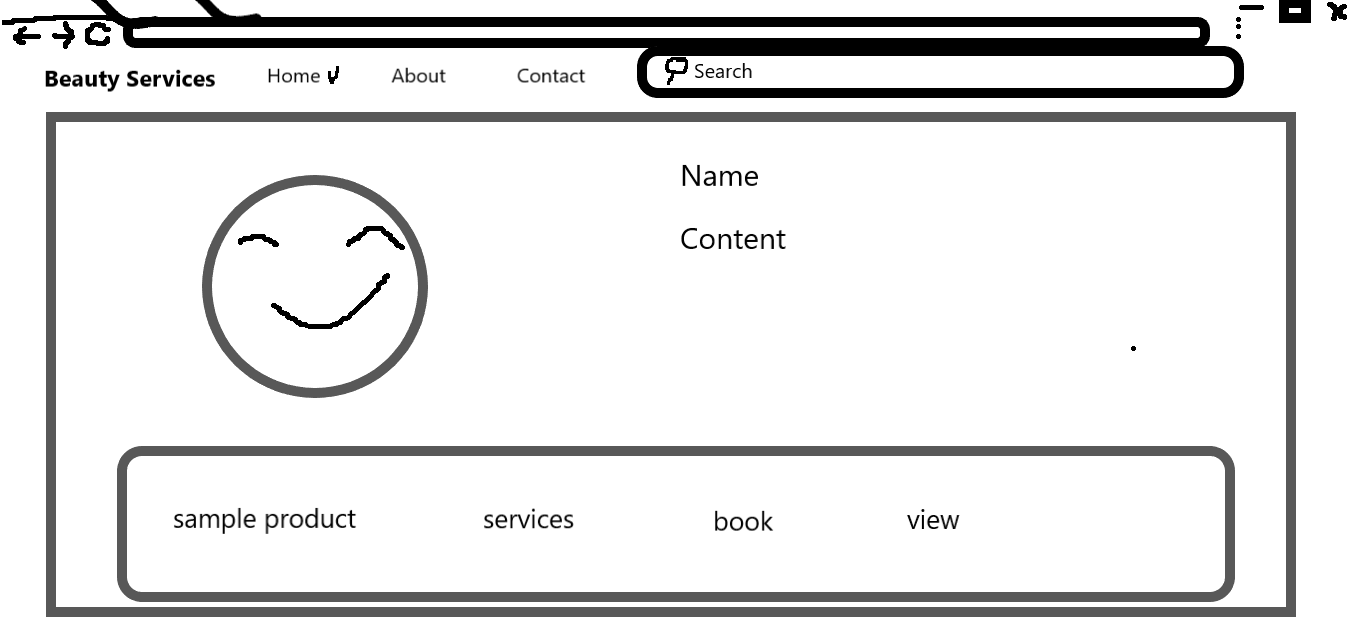 Beauty Services Home About Contact Search
Name
Content
sample product services book view